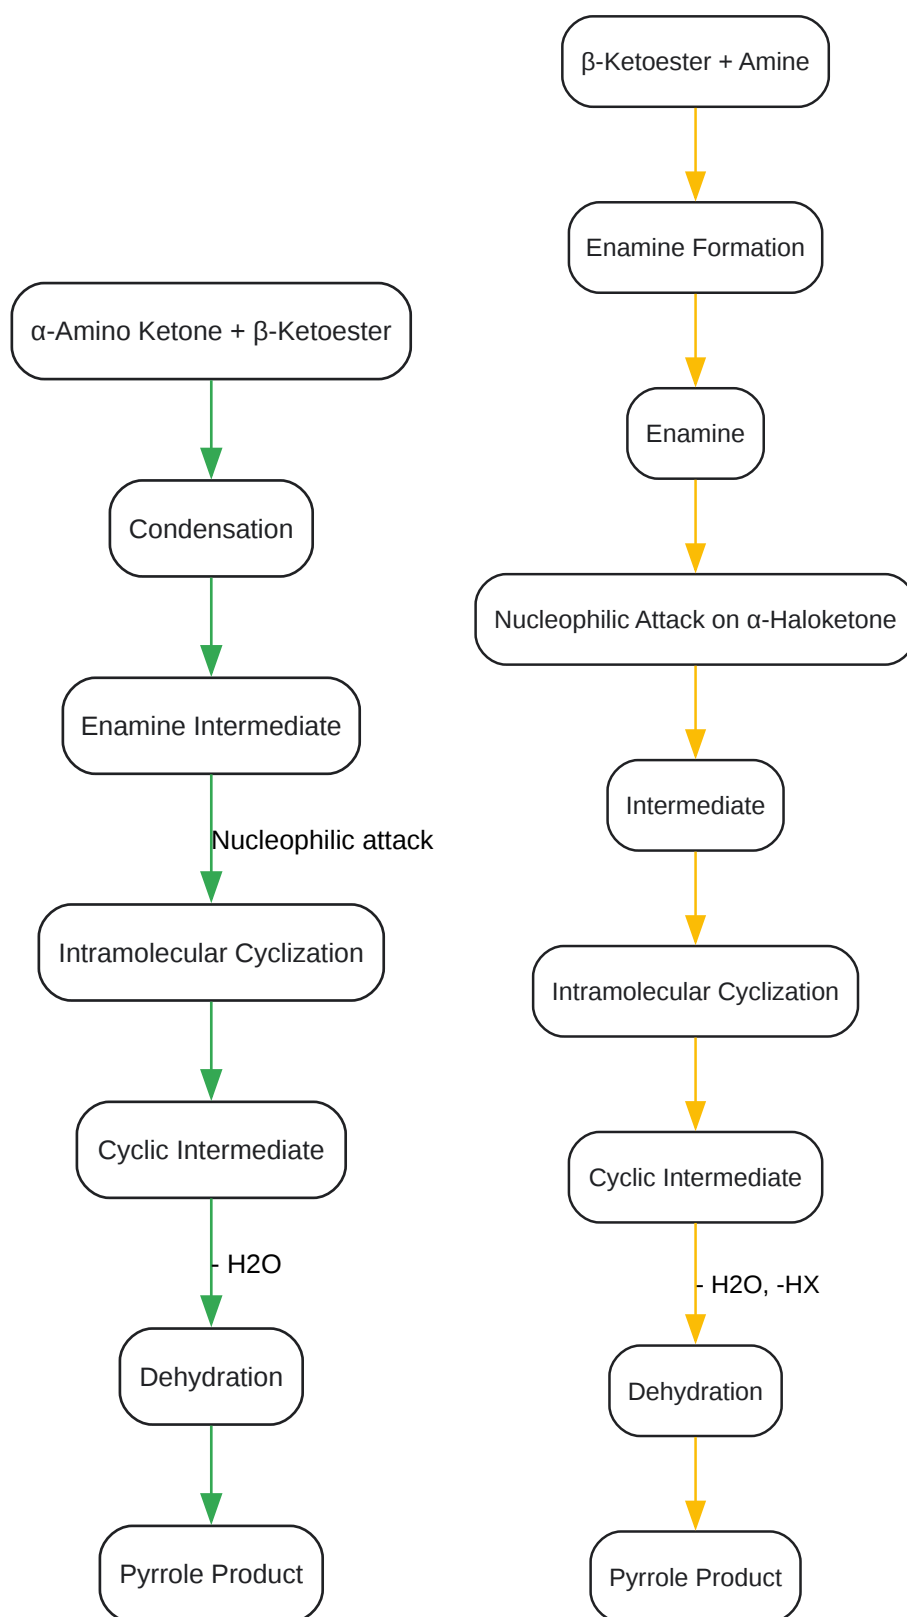 α-Amino Ketone + β-Ketoester
Condensation
Enamine Intermediate
Nucleophilic attack
Intramolecular Cyclization
Cyclic Intermediate
- H2O
Dehydration
Pyrrole Product
β-Ketoester + Amine
Enamine Formation
Enamine
Nucleophilic Attack on α-Haloketone
Intermediate
Intramolecular Cyclization
Cyclic Intermediate
- H2O, -HX
Dehydration
Pyrrole Product